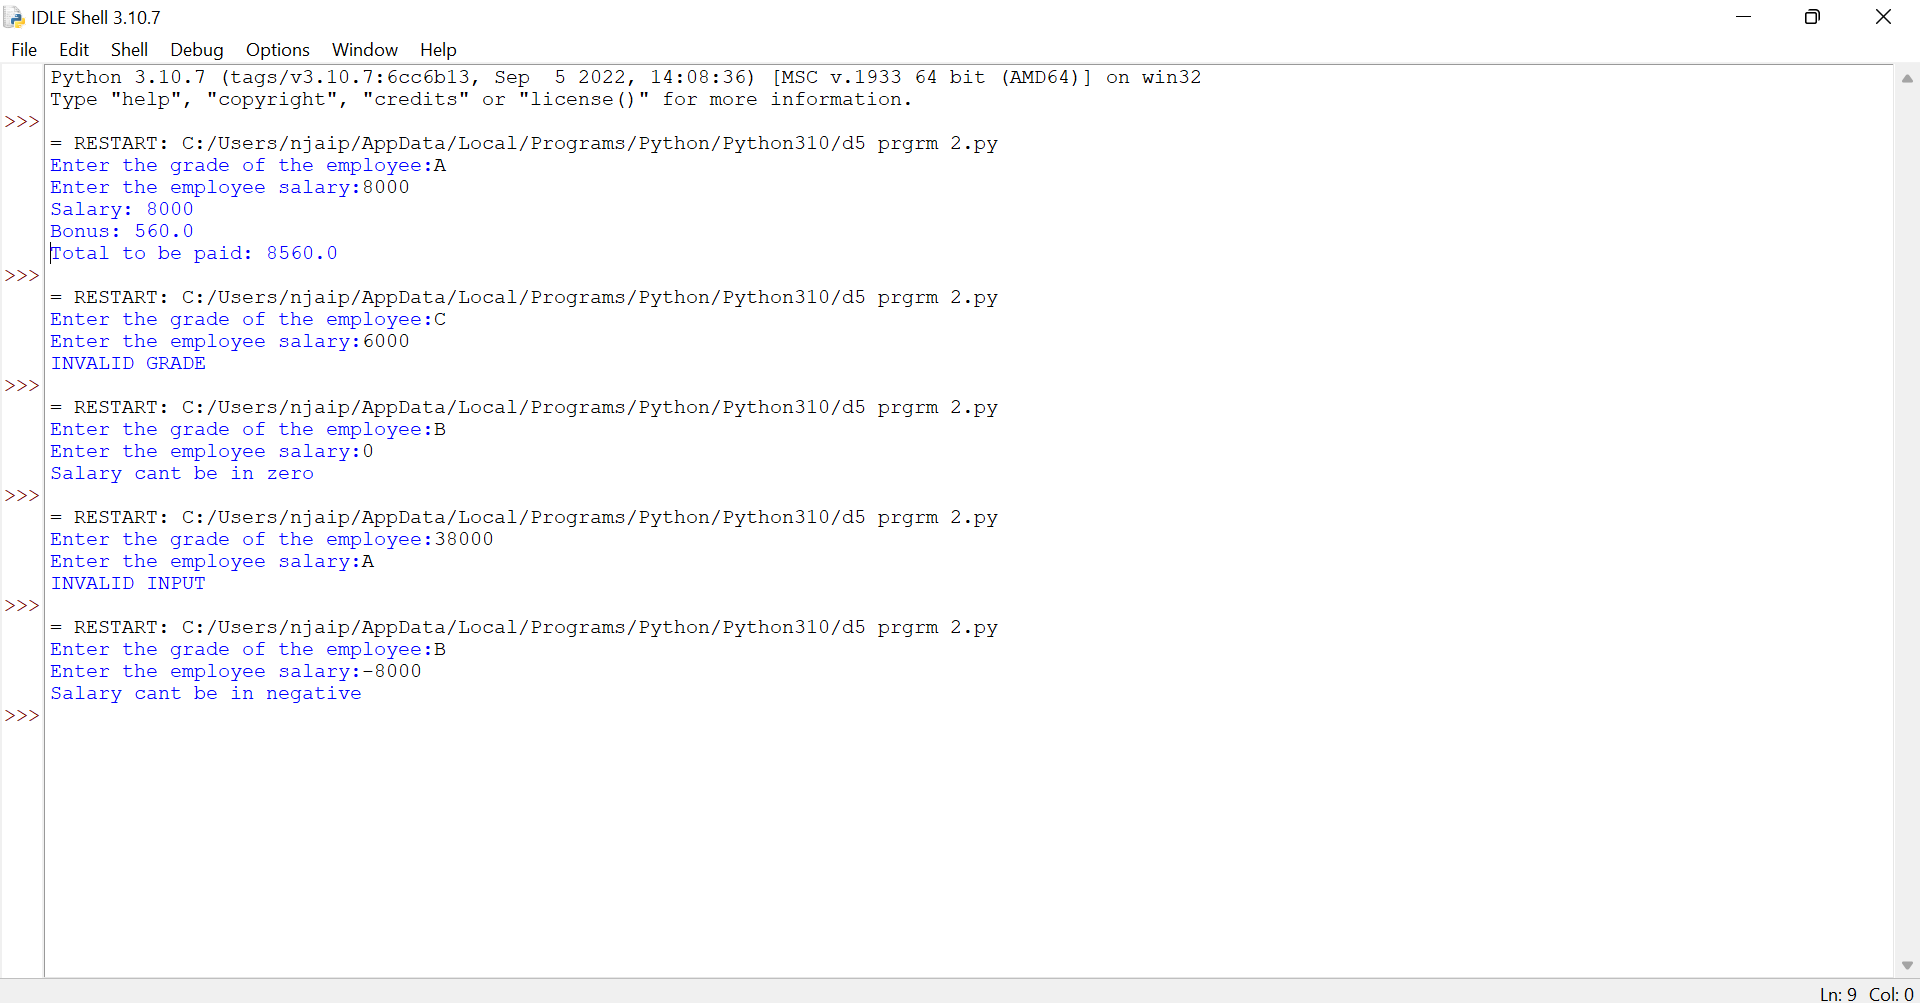 IDLE Shell 3.10.7
File Edit Shell Debug Options Window Help
Python 3.10.7 (tags/v3.10.7:6cc6b13, Sep  5 2022, 14:08:36) [MSC v.1933 64 bit (AMD64)] on win32
Type "help", "copyright", "credits" or "license()" for more information.
>>>
= RESTART: C:/Users/njaip/AppData/Local/Programs/Python/Python310/d5 prgrm 2.py
Enter the grade of the employee:A
Enter the employee salary:8000
Salary: 8000
Bonus: 560.0
Total to be paid: 8560.0
>>>
= RESTART: C:/Users/njaip/AppData/Local/Programs/Python/Python310/d5 prgrm 2.py
Enter the grade of the employee:C
Enter the employee salary:6000
INVALID GRADE
>>>
= RESTART: C:/Users/njaip/AppData/Local/Programs/Python/Python310/d5 prgrm 2.py
Enter the grade of the employee:B
Enter the employee salary:0
Salary cant be in zero
>>>
= RESTART: C:/Users/njaip/AppData/Local/Programs/Python/Python310/d5 prgrm 2.py
Enter the grade of the employee:38000
Enter the employee salary:A
INVALID INPUT
>>>
= RESTART: C:/Users/njaip/AppData/Local/Programs/Python/Python310/d5 prgrm 2.py
Enter the grade of the employee:B
Enter the employee salary:-8000
Salary cant be in negative
>>>
Ln: 9 Col: 0